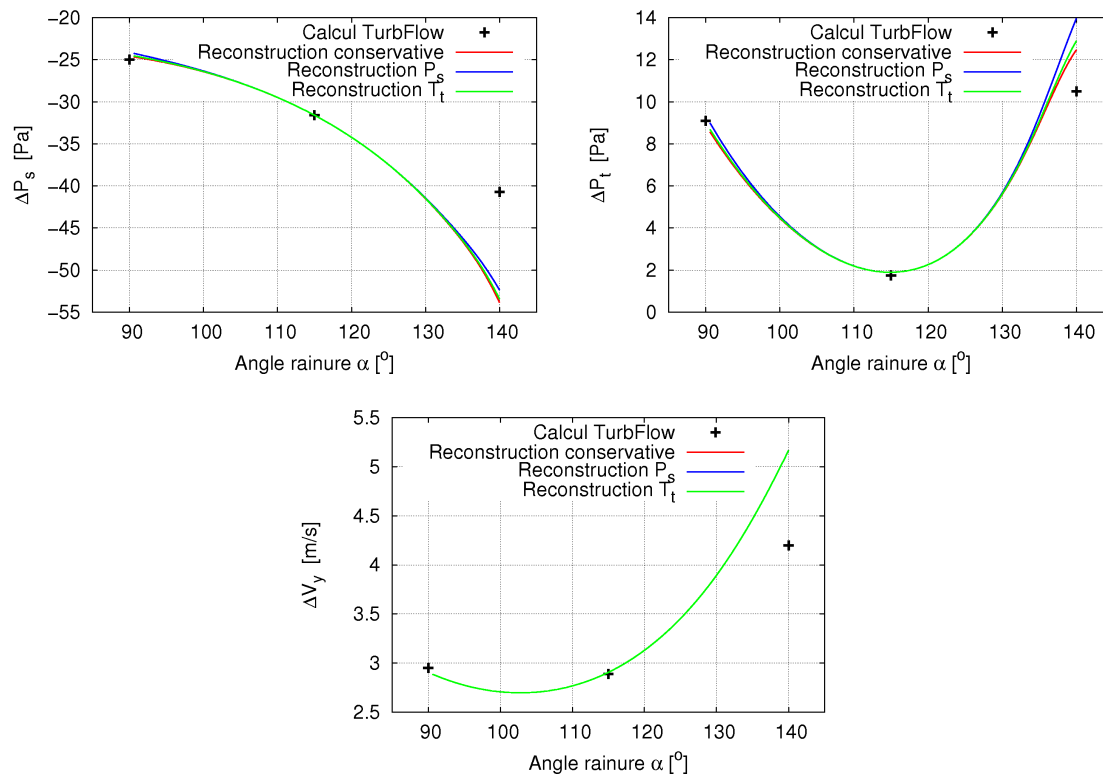 −20
−25
−30
−35
−40
−45
−50
−55
ΔPs [Pa]
Calcul TurbFlow
Reconstruction conservative
Reconstruction Ps
Reconstruction Tt
90 100 110 120 130 140
Angle rainure α [o]
14
12
10
8
6
4
2
0
ΔPt [Pa]
Calcul TurbFlow
Reconstruction conservative
Reconstruction Ps
Reconstruction Tt
90 100 110 120 130 140
Angle rainure α [o]
5.5
5
4.5
4
3.5
3
2.5
ΔVy [m/s]
Calcul TurbFlow
Reconstruction conservative
Reconstruction Ps
Reconstruction Tt
90 100 110 120 130 140
Angle rainure α [o]